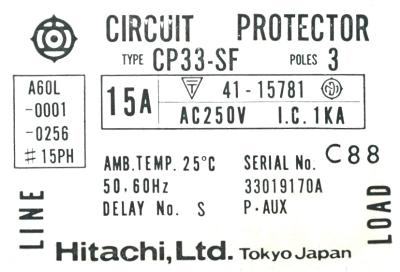 CIRCUIT PROTECTOR
TYPE CP33-SF POLES 3
A60L
-0001
-0256
#15PH
15A
41-15781
AC250V I.C. 1KA
AMB.TEMP. 25°C SERIAL No. C88
50,60Hz 33019170A
DELAY No. S P·AUX
LINE
LOAD
Hitachi, Ltd. Tokyo Japan